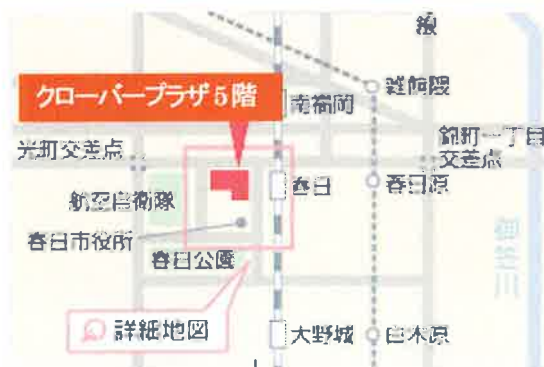 線
雑餉隈
クローバープラザ5階
南福岡
光町交差点
錦町一丁目
交差点
春日
春日原
航空自衛隊
春日市役所
御笠川
春日公園
詳細地図
大野城
白木原